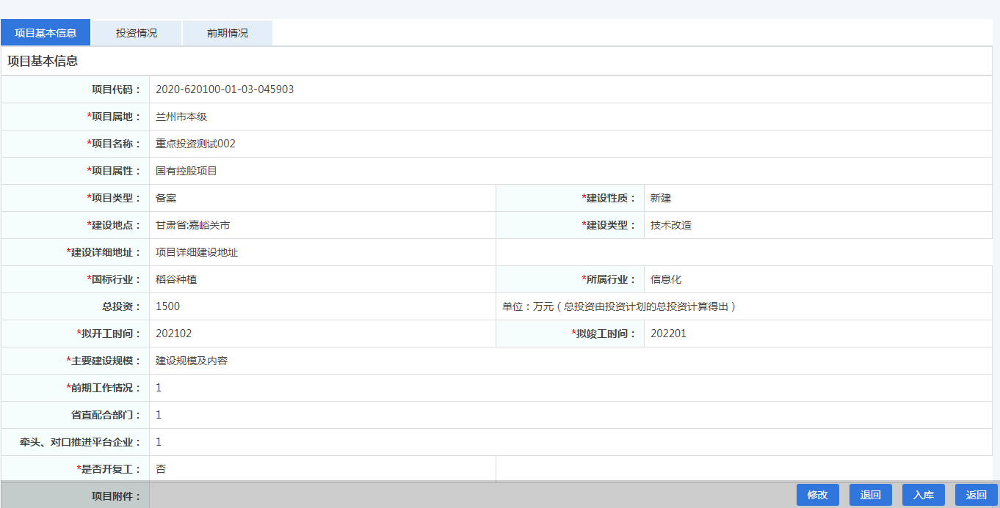 项目基本信息 投资情况 前期情况
项目基本信息
项目代码： 2020-620100-01-03-045903
*项目属地： 兰州市本级
*项目名称： 重点投资测试002
*项目属性： 国有控股项目
*项目类型： 备案 *建设性质： 新建
*建设地点： 甘肃省:嘉峪关市 *建设类型： 技术改造
*建设详细地址： 项目详细建设地址
*国标行业： 稻谷种植 *所属行业： 信息化
总投资： 1500 单位：万元（总投资由投资计划的总投资计算得出）
*拟开工时间： 202102 *拟竣工时间： 202201
*主要建设规模： 建设规模及内容
*前期工作情况： 1
省直配合部门： 1
牵头、对口推进平台企业： 1
*是否开复工： 否
项目附件： 修改 退回 入库 返回